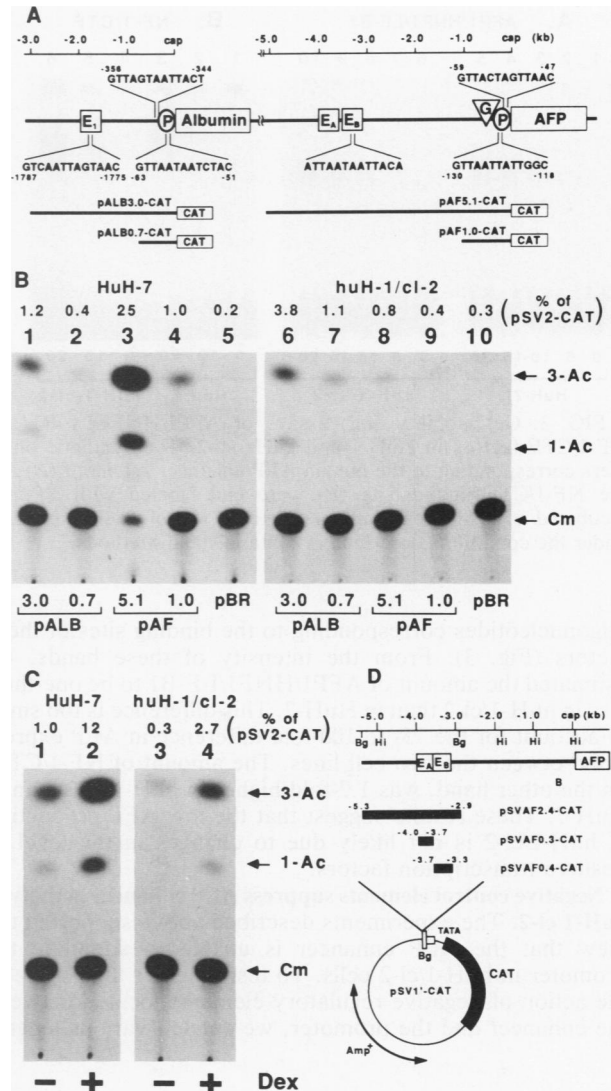 A
-3.0 -2.0 -1.0 cap
-5.0 -4.0 -3.0 -2.0 -1.0 cap (kb)
-356 -344
GTTAGTAATTACT
-59 -47
GTTACTAGTTAAC
E1 P Albumin
EA EB G P AFP
GTCAATTAGTAAC GTTAATAATCTAC
-1787 -1775 -63 -51
ATTAATAATTACA GTTAATTATTGGC
-130 -118
pALB3.0-CAT
CAT
pALB0.7-CAT
CAT
pAF5.1-CAT
CAT
pAF1.0-CAT
CAT
B
HuH-7 huH-1/cl-2
1.2 0.4 25 1.0 0.2 3.8 1.1 0.8 0.4 0.3 (% of pSV2-CAT)
1 2 3 4 5 6 7 8 9 10
3-Ac
1-Ac
Cm
3.0 0.7 5.1 1.0 pBR 3.0 0.7 5.1 1.0 pBR
pALB pAF pALB pAF
C
HuH-7 huH-1/cl-2
(% of pSV2-CAT)
1 2 3 4
3-Ac
1-Ac
Cm
− + − + Dex
D
-5.0 -4.0 -3.0 -2.0 -1.0 cap (kb)
Bg Hi Bg Hi Hi Hi
EA EB AFP
B
-5.3 -2.9 pSVAF2.4-CAT
-4.0 -3.7 pSVAF0.3-CAT
-3.7 -3.3 pSVAF0.4-CAT
TATA
Bg
CAT
pSV1'-CAT
Amp+